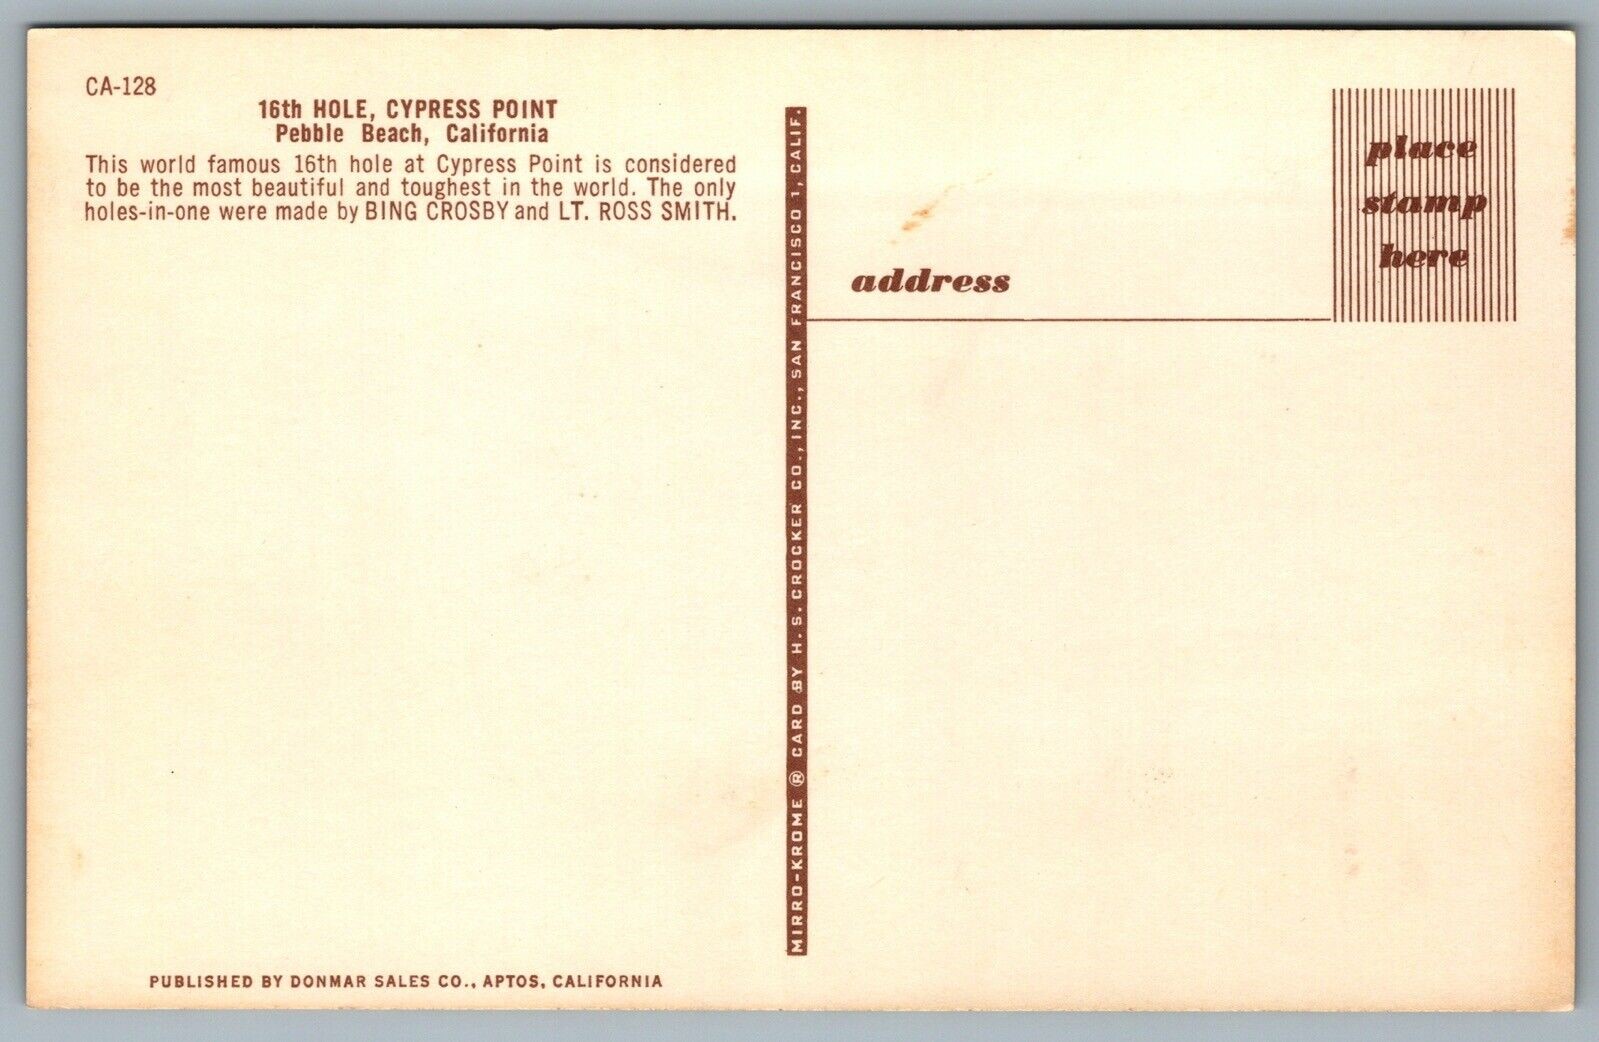 CA-128
16th HOLE, CYPRESS POINT
Pebble Beach, California
This world famous 16th hole at Cypress Point is considered
to be the most beautiful and toughest in the world. The only
holes-in-one were made by BING CROSBY and LT. ROSS SMITH.
PUBLISHED BY DONMAR SALES CO., APTOS, CALIFORNIA
MIRRO-KROME ® CARD BY H. S. CROCKER CO., INC., SAN FRANCISCO 1, CALIF.
place
stamp
here
address